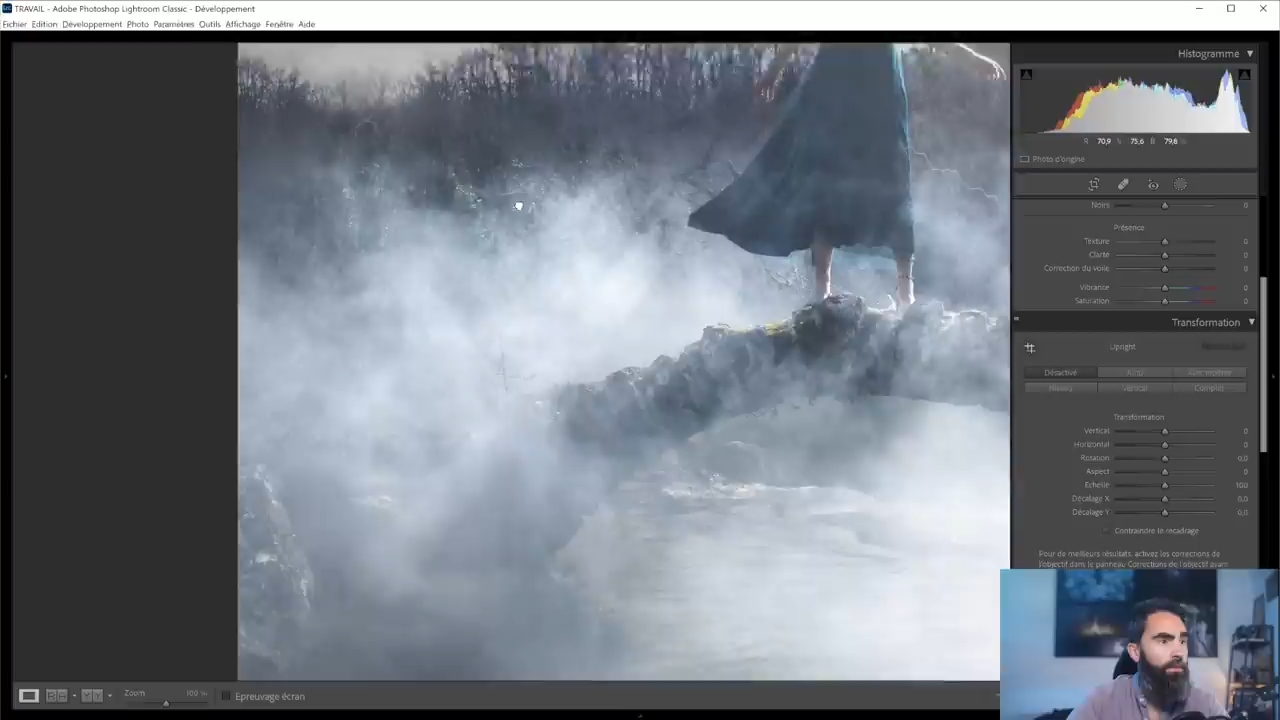 TRAVAIL - Adobe Photoshop Lightroom Classic - Développement
Fichier Edition Développement Photo Paramètres Outils Affichage Fenêtre Aide
Histogramme
R 70,9 V 75,6 B 79,6 %
Photo d'origine
Noirs 0
Présence
Texture 0
Clarté 0
Correction du voile 0
Vibrance 0
Saturation 0
Transformation
Upright
Désactivé Auto Avec repères
Niveau Vertical Complet
Transformation
Vertical 0
Horizontal 0
Rotation 0,0
Aspect 0
Echelle 100
Décalage X 0,0
Décalage Y 0,0
Contraindre le recadrage
Pour de meilleurs résultats, activez les corrections de
l'objectif dans le panneau Corrections de l'objectif avant
Zoom 100 %
Epreuvage écran